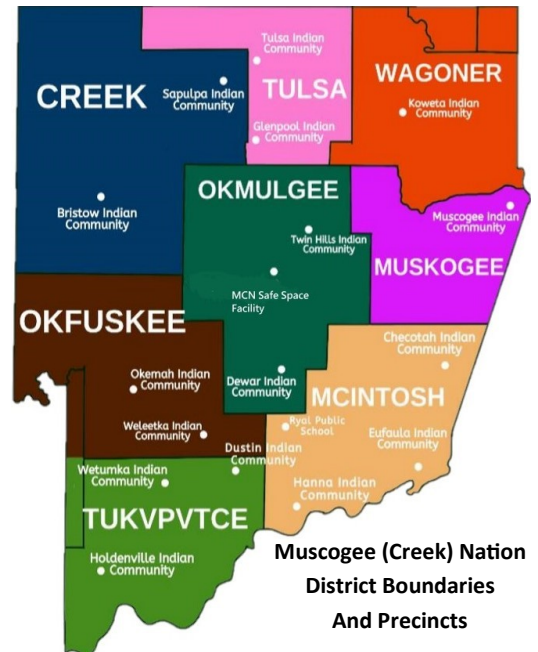 Tulsa Indian
Community
WAGONER
CREEK
Sapulpa Indian
Community
TULSA
Koweta Indian
Community
Glenpool Indian
Community
OKMULGEE
Bristow Indian
Community
Muscogee Indian
Community
Twin Hills Indian
Community
MUSKOGEE
MCN Safe Space
Facility
OKFUSKEE
Checotah Indian
Community
Okemah Indian
Community
Dewar Indian
Community
MCINTOSH
Ryal Public
School
Weleetka Indian
Community
Eufaula Indian
Community
Dustin Indian
Community
Wetumka Indian
Community
Hanna Indian
Community
TUKVPVTCE
Holdenville Indian
Community
Muscogee (Creek) Nation
District Boundaries
And Precincts